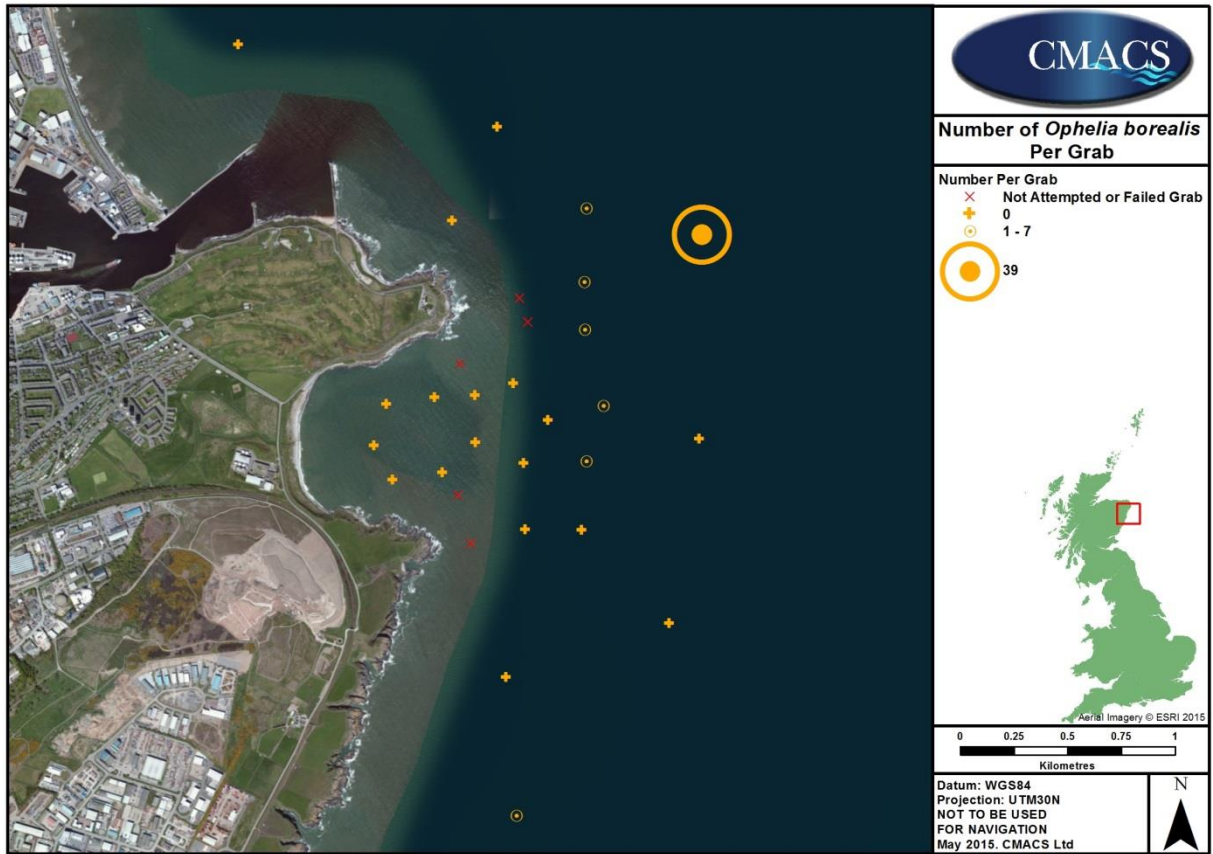 CMACS
Number of Ophelia borealis
Per Grab
Number Per Grab
Not Attempted or Failed Grab
0
1 - 7
39
Aerial Imagery © ESRI 2015
0 0.25 0.5 0.75 1
Kilometres
Datum: WGS84
Projection: UTM30N
NOT TO BE USED
FOR NAVIGATION
May 2015. CMACS Ltd
N